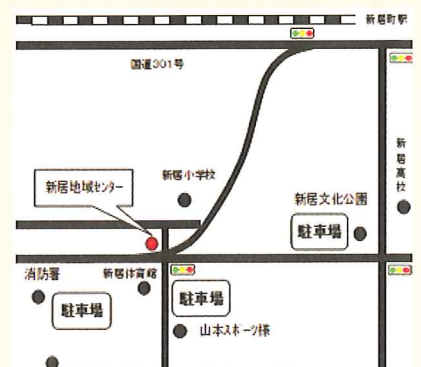 新居町駅
国道301号
新居高校
新居小学校
新居地域センター
新居文化公園
駐車場
消防署
新居体育館
駐車場
駐車場
山本スポーツ様